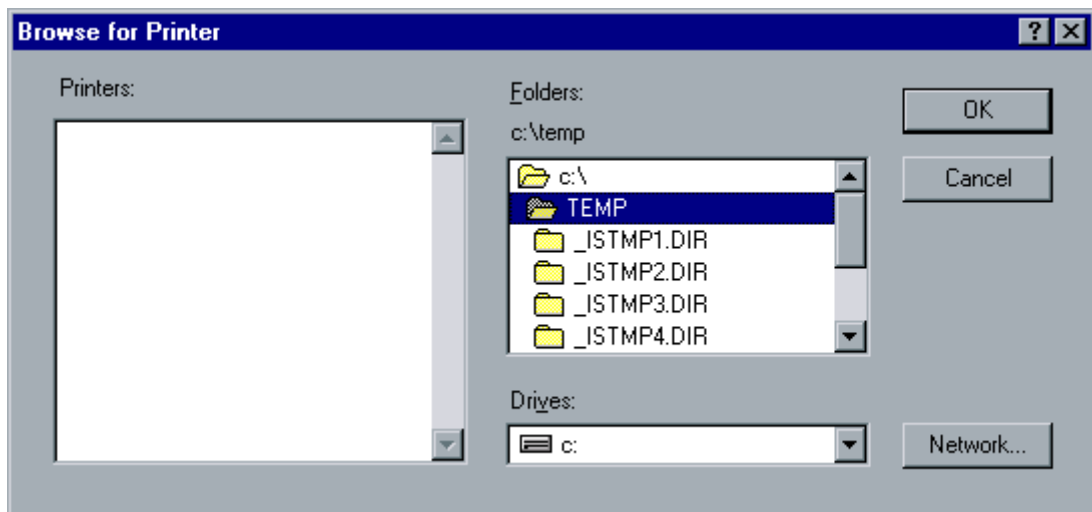 Browse for Printer
Printers:
Folders:
c:\temp
c:\
TEMP
_ISTMP1.DIR
_ISTMP2.DIR
_ISTMP3.DIR
_ISTMP4.DIR
Drives:
c:
OK
Cancel
Network...